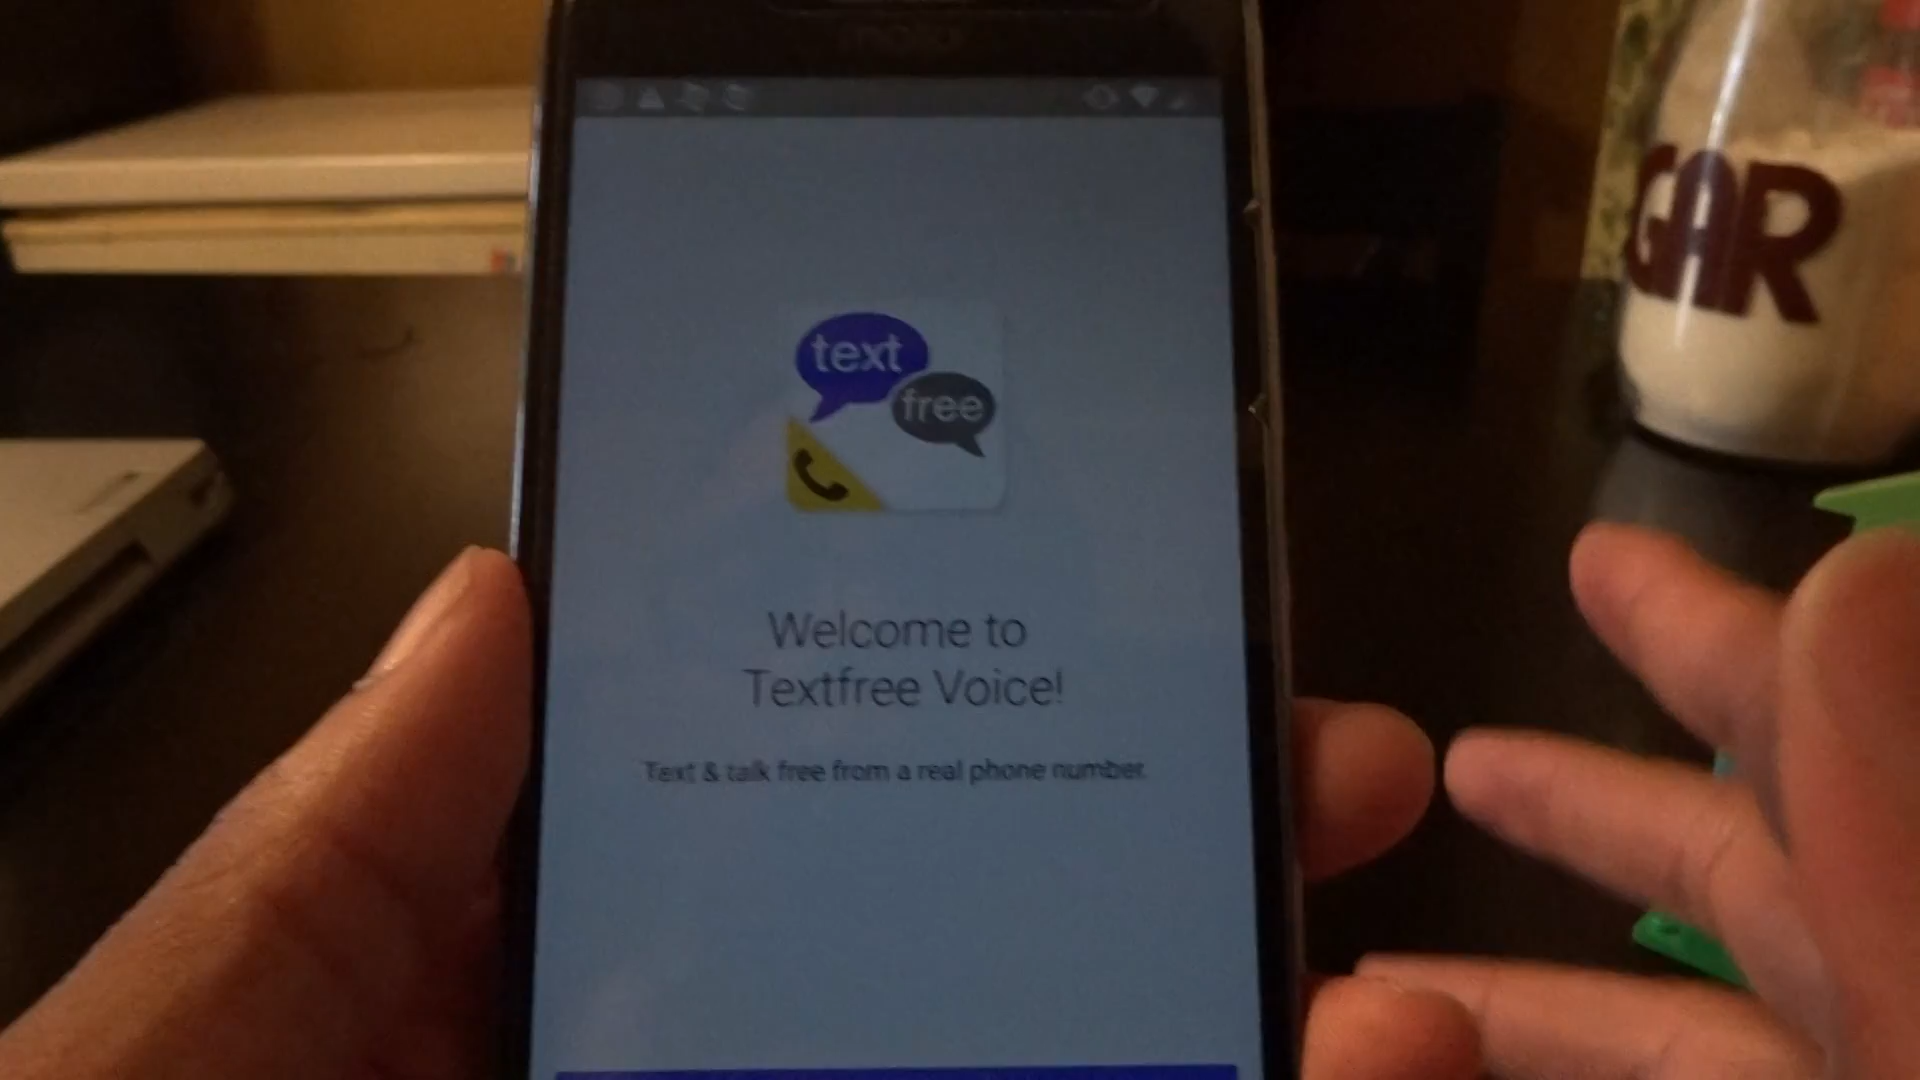 text
free
Welcome to
Textfree Voice!
Text & talk free from a real phone number.
GAR